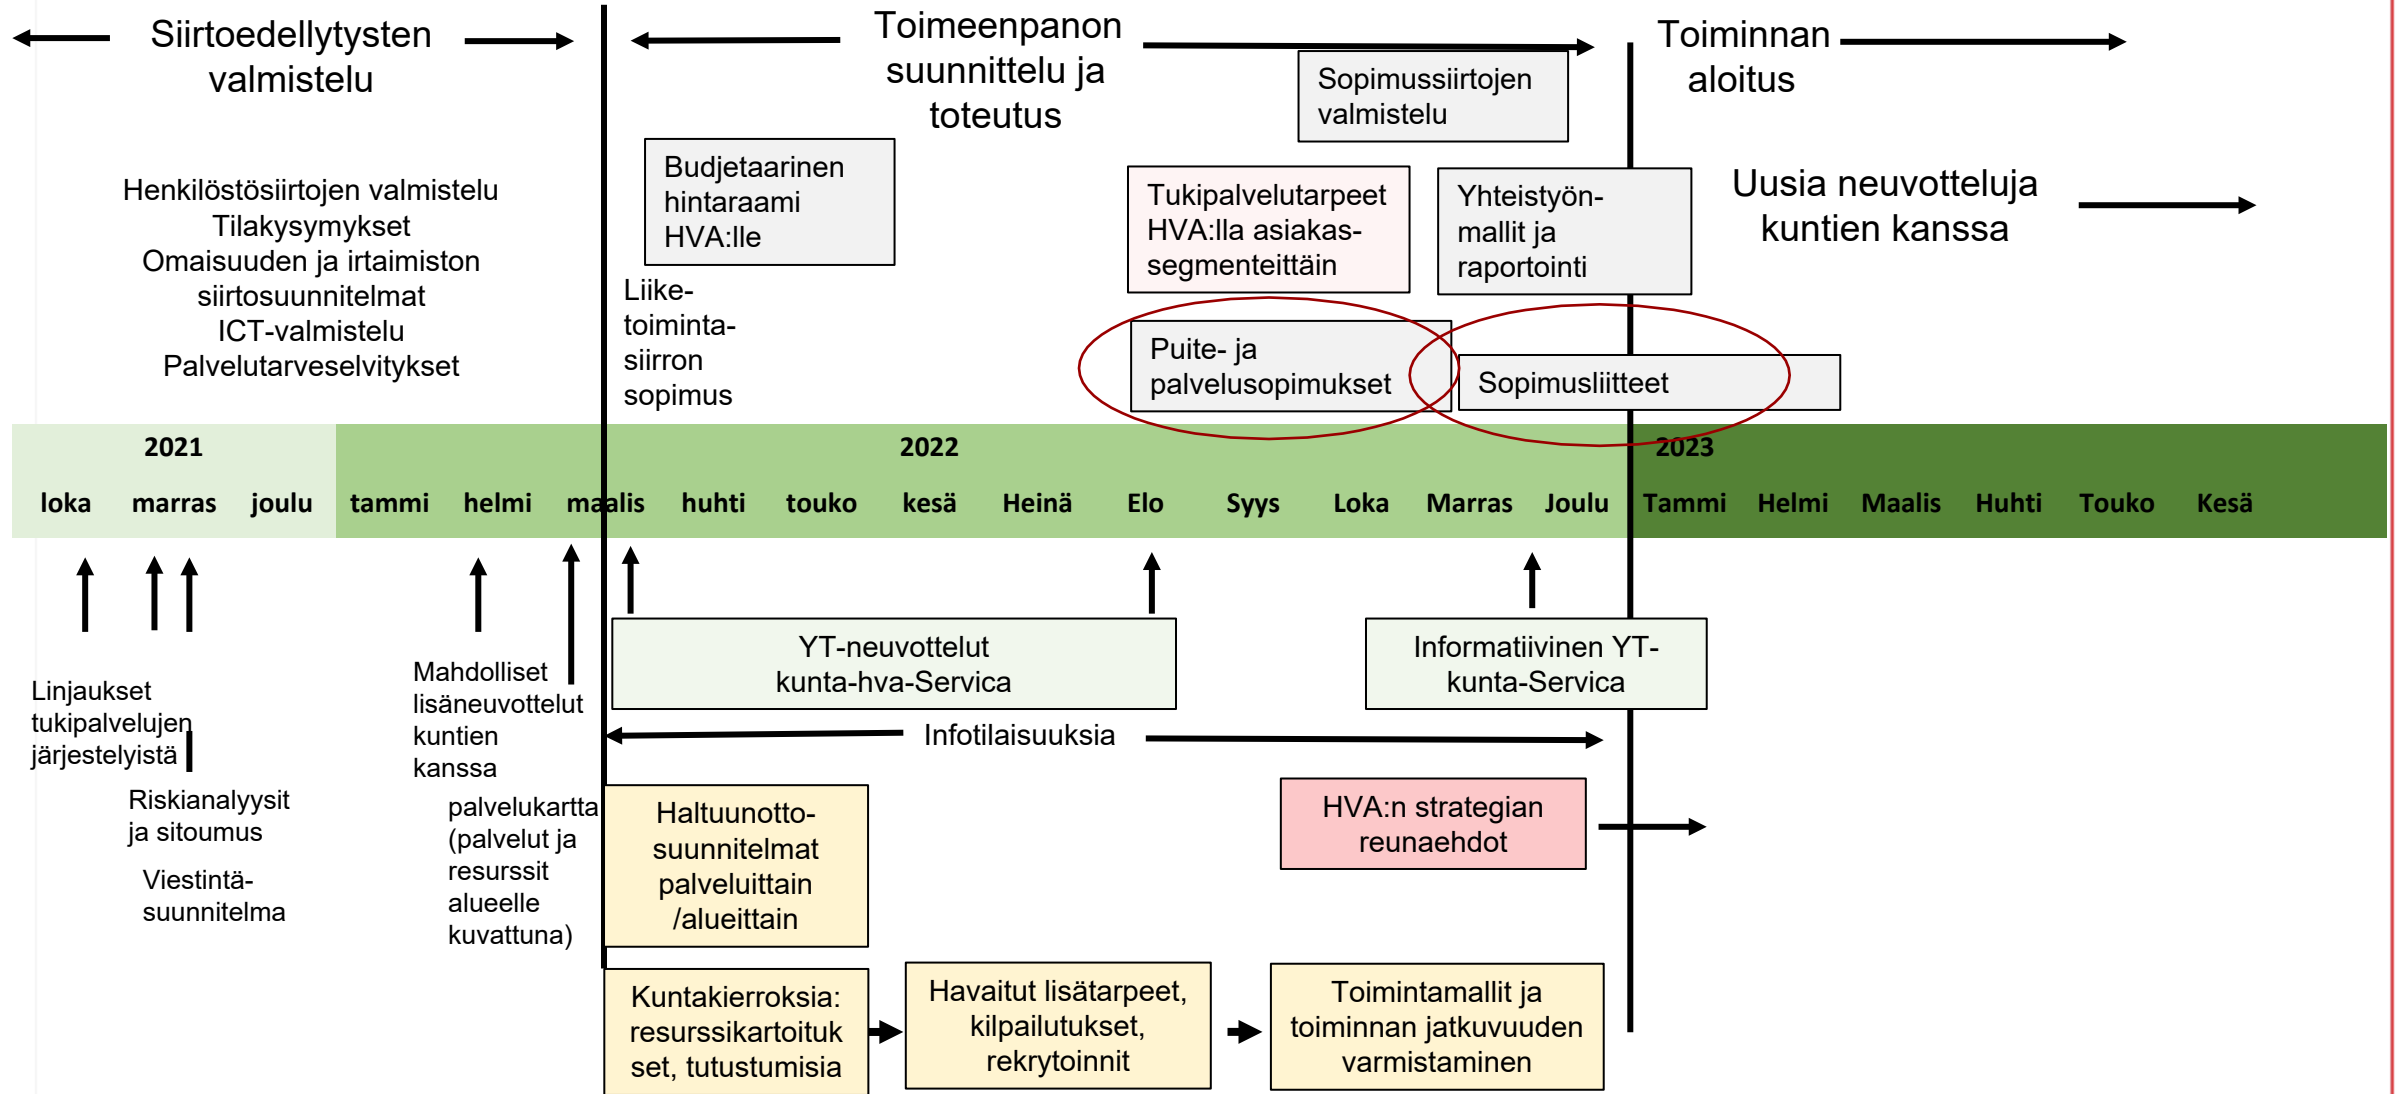 Siirtoedellytysten
valmistelu
Toimeenpanon
suunnittelu ja
toteutus
Toiminnan
aloitus
Sopimussiirtojen
valmistelu
Henkilöstösiirtojen valmistelu
Tilakysymykset
Omaisuuden ja irtaimiston
siirtosuunnitelmat
ICT-valmistelu
Palvelutarveselvitykset
Budjetaarinen
hintaraami
HVA:lle
Liike-
toiminta-
siirron
sopimus
Tukipalvelutarpeet
HVA:lla asiakas-
segmenteittäin
Yhteistyön-
mallit ja
raportointi
Uusia neuvotteluja
kuntien kanssa
Puite- ja
palvelusopimukset
Sopimusliitteet
2021 2022 2023
loka marras joulu tammi helmi maalis huhti touko kesä Heinä Elo Syys Loka Marras Joulu Tammi Helmi Maalis Huhti Touko Kesä
Linjaukset
tukipalvelujen
järjestelyistä
Riskianalyysit
ja sitoumus
Viestintä-
suunnitelma
Mahdolliset
lisäneuvottelut
kuntien
kanssa
palvelukartta
(palvelut ja
resurssit
alueelle
kuvattuna)
YT-neuvottelut
kunta-hva-Servica
Informatiivinen YT-
kunta-Servica
Infotilaisuuksia
Haltuunotto-
suunnitelmat
palveluittain
/alueittain
HVA:n strategian
reunaehdot
Kuntakierroksia:
resurssikartoituk
set, tutustumisia
Havaitut lisätarpeet,
kilpailutukset,
rekrytoinnit
Toimintamallit ja
toiminnan jatkuvuuden
varmistaminen